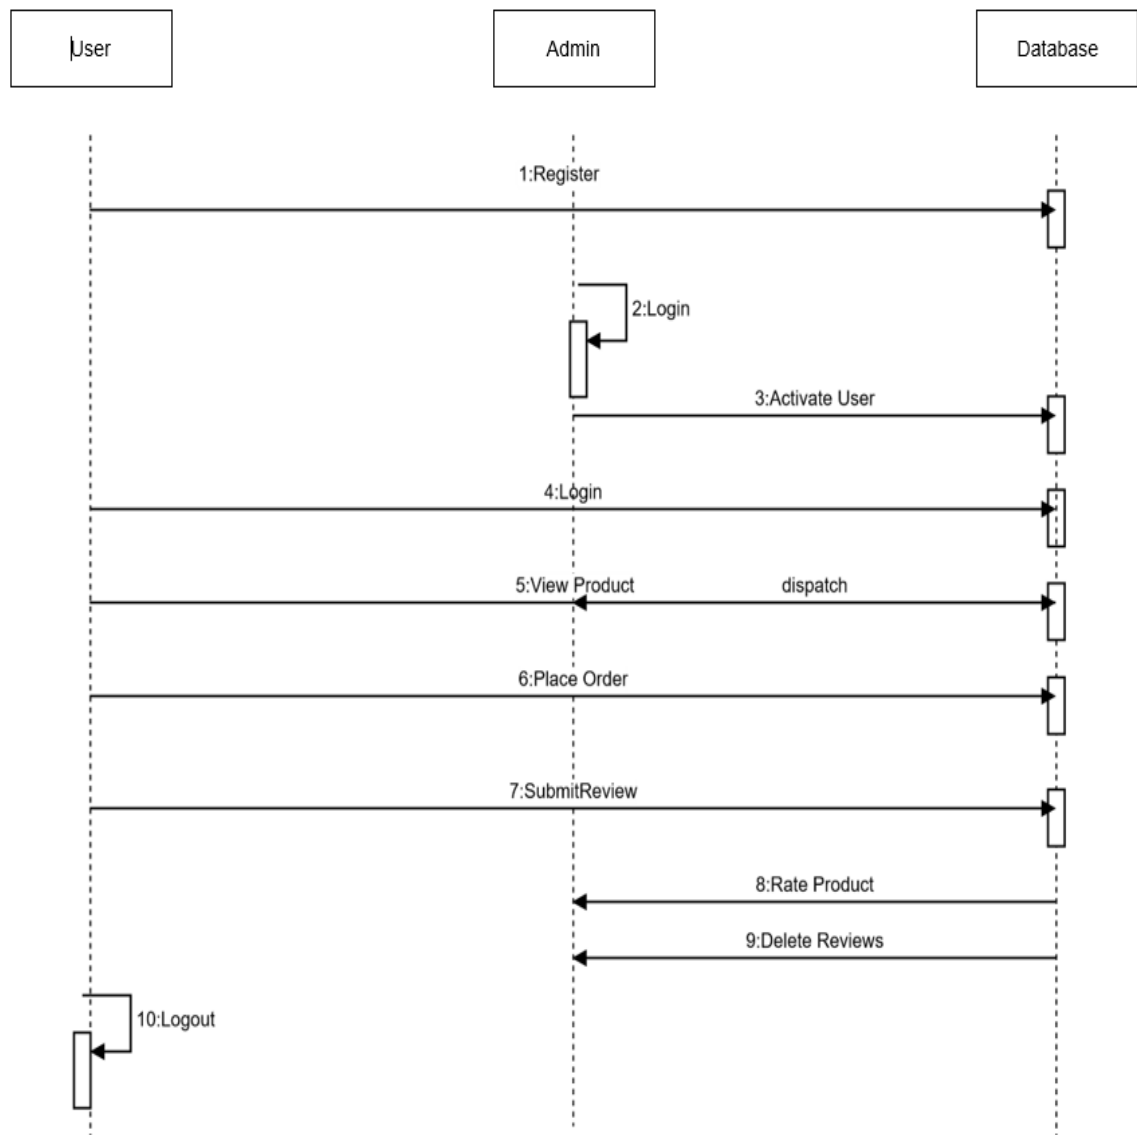 User
Admin
Database
1:Register
2:Login
3:Activate User
4:Login
5:View Product
dispatch
6:Place Order
7:SubmitReview
8:Rate Product
9:Delete Reviews
10:Logout